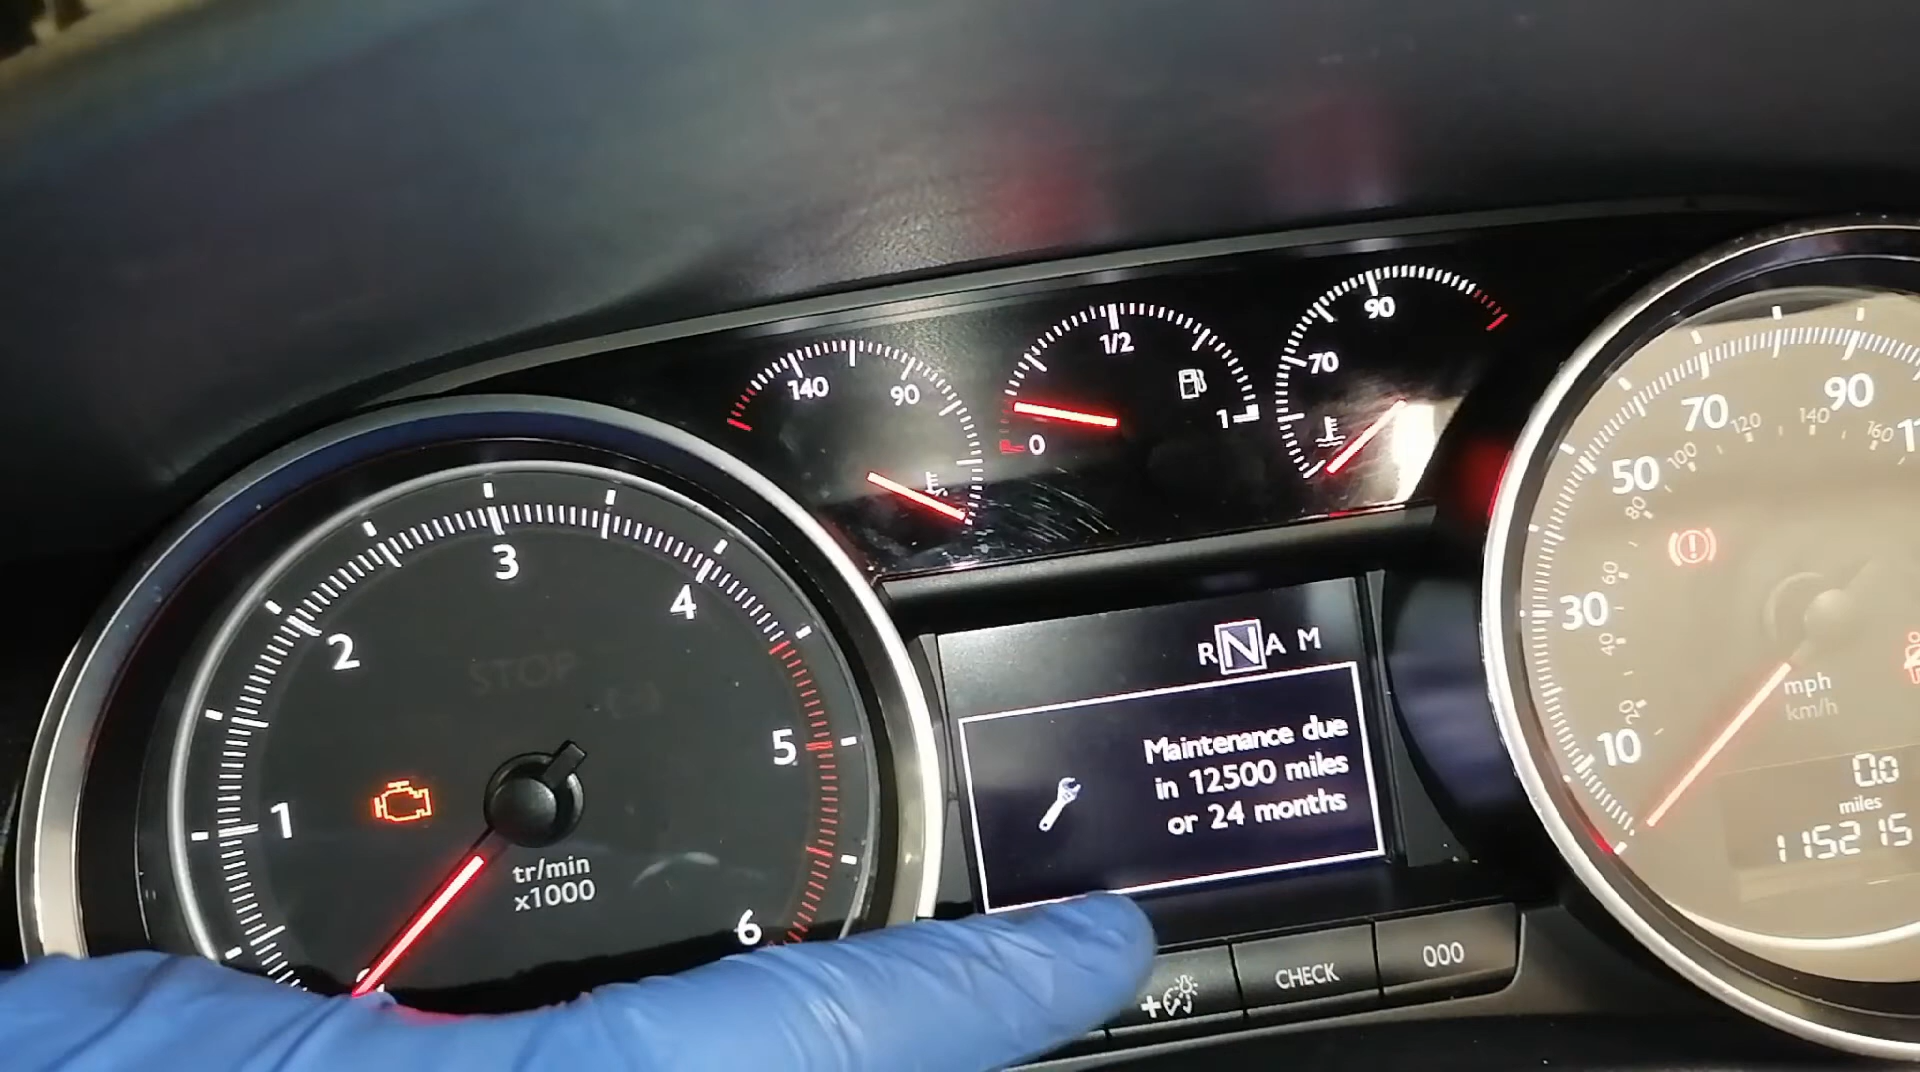 140
90
0
1/2
1
70
90
1
2
3
4
5
6
STOP
tr/min
x1000
R N A M
Maintenance due
in 12500 miles
or 24 months
10
30
50
70
90
20
40
60
80
100
120
140
160
mph
km/h
0.0
miles
115215
CHECK
000